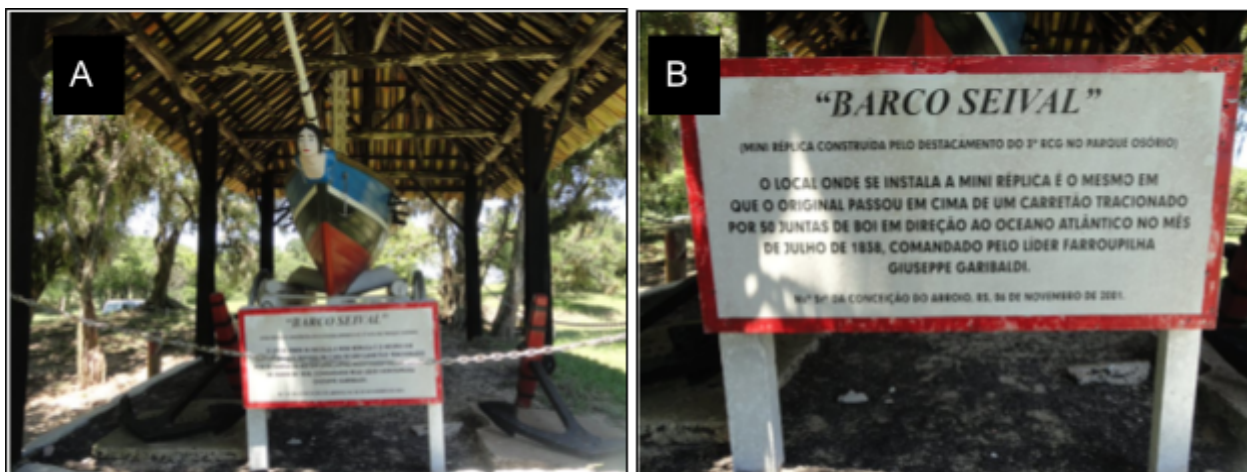 A
"BARCO SEIVAL"
B
"BARCO SEIVAL"
(MINI RÉPLICA CONSTRUÍDA PELO DESTACAMENTO DO 3º RCG NO PARQUE OSÓRIO)
O LOCAL ONDE SE INSTALA A MINI RÉPLICA É O MESMO EM
QUE O ORIGINAL PASSOU EM CIMA DE UM CARRETÃO TRACIONADO
POR 50 JUNTAS DE BOI EM DIREÇÃO AO OCEANO ATLÂNTICO NO MÊS
DE JULHO DE 1838, COMANDADO PELO LÍDER FARROUPILHA
GIUSEPPE GARIBALDI.
Nª Sª DA CONCEIÇÃO DO ARROIO, RS, 06 DE NOVEMBRO DE 2001.